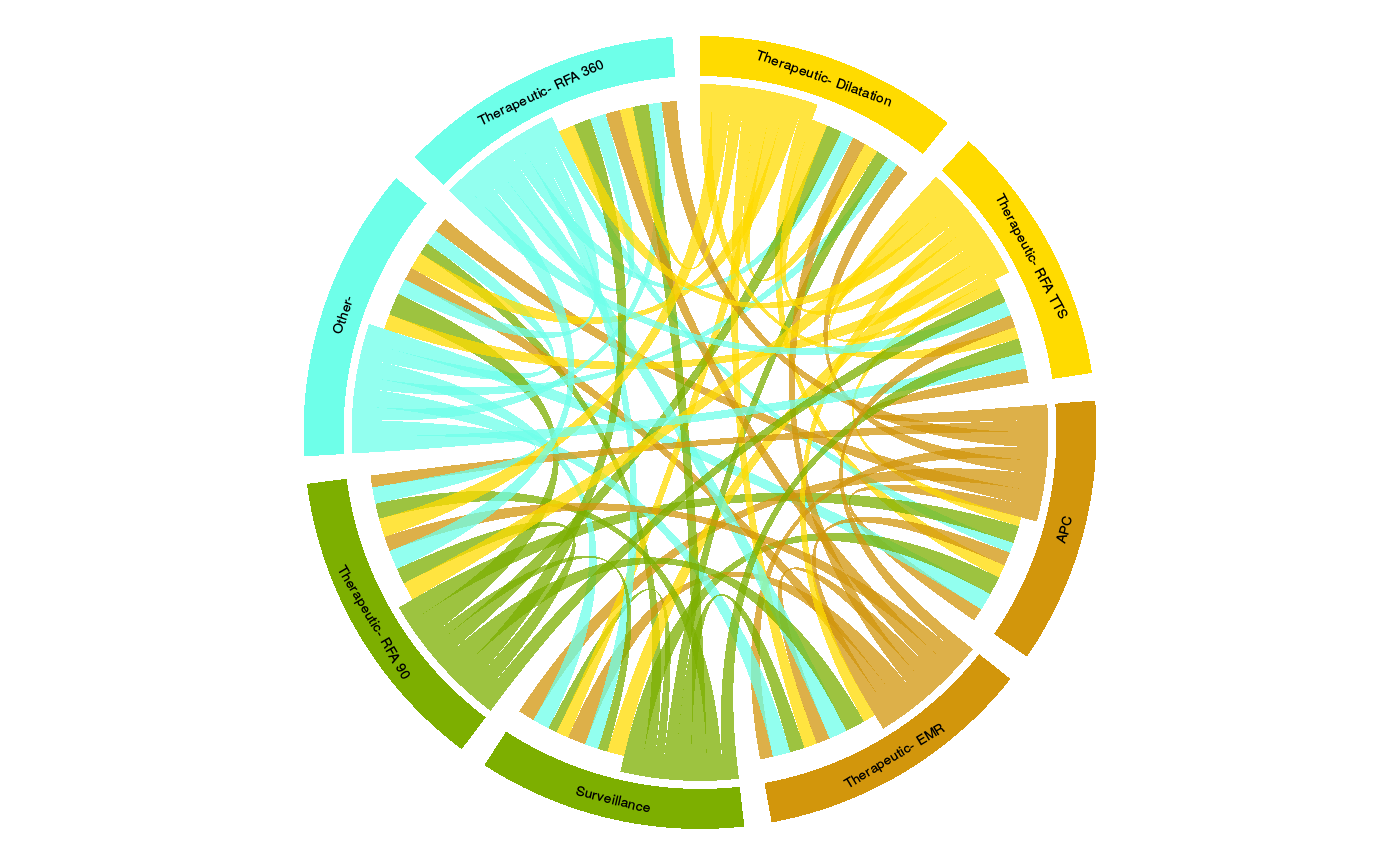 Therapeutic- RFA 360
Therapeutic- Dilatation
Therapeutic- RFA TTS
Other-
APC
Therapeutic- RFA 90
Therapeutic- EMR
Surveillance